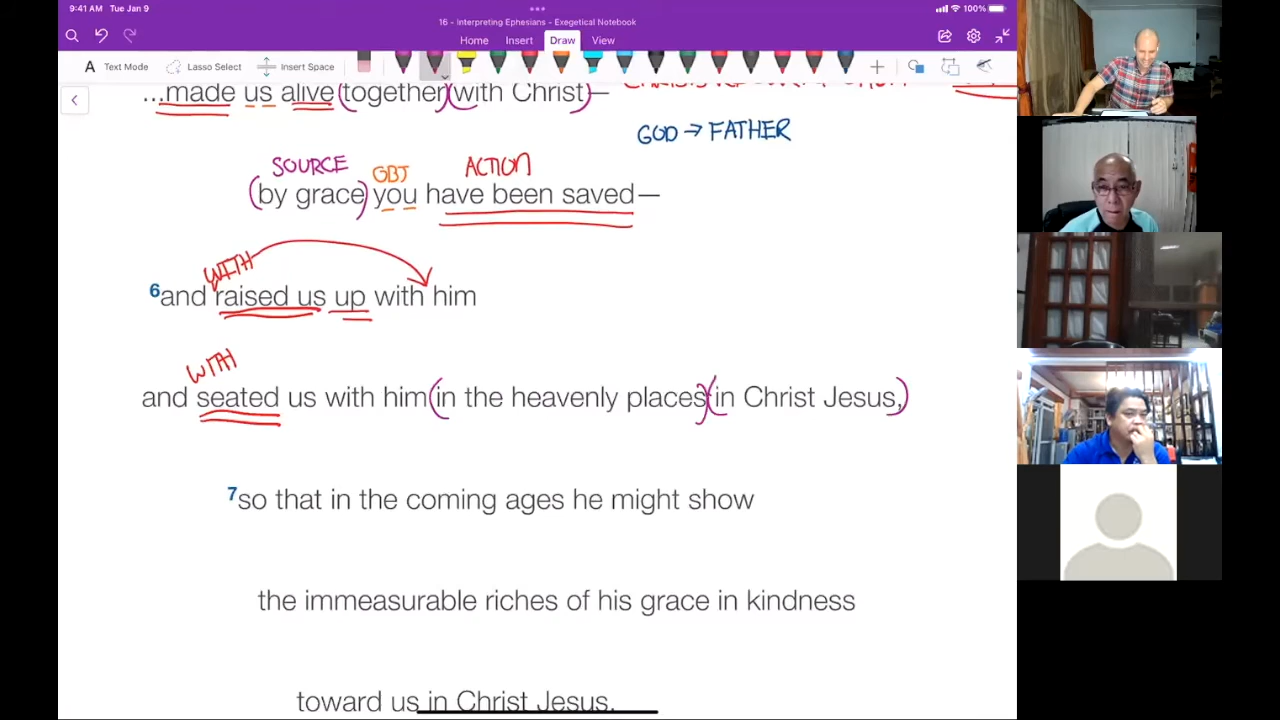 9:41 AM Tue Jan 9
100%
16 - Interpreting Ephesians - Exegetical Notebook
Home Insert Draw View
A Text Mode Lasso Select Insert Space
...made us alive (together)(with Christ)—
GOD → FATHER
SOURCE OBJ ACTION
(by grace) you have been saved—
WITH
6and raised us up with him
WITH
and seated us with him (in the heavenly places)(in Christ Jesus,)
7so that in the coming ages he might show
the immeasurable riches of his grace in kindness
toward us in Christ Jesus.